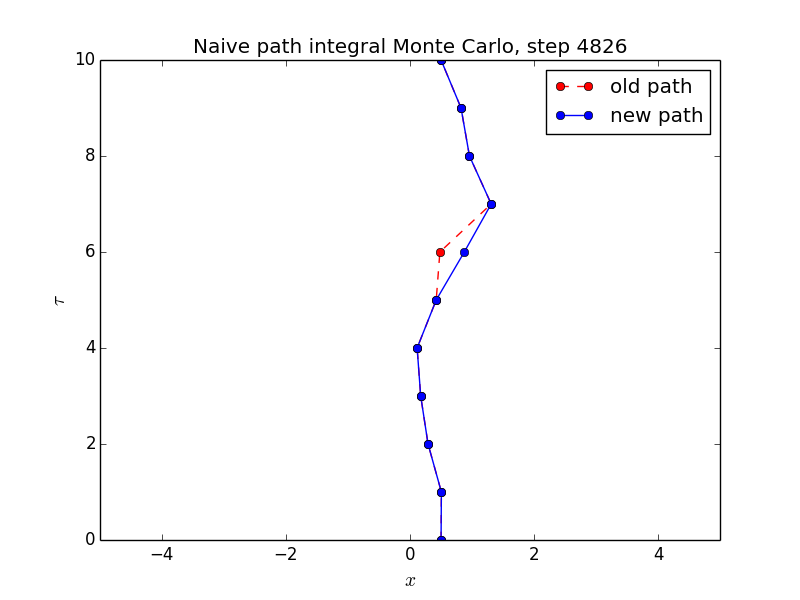 Naive path integral Monte Carlo, step 4826
old path
new path
10
8
6
4
2
0
τ
−4 −2 0 2 4
x